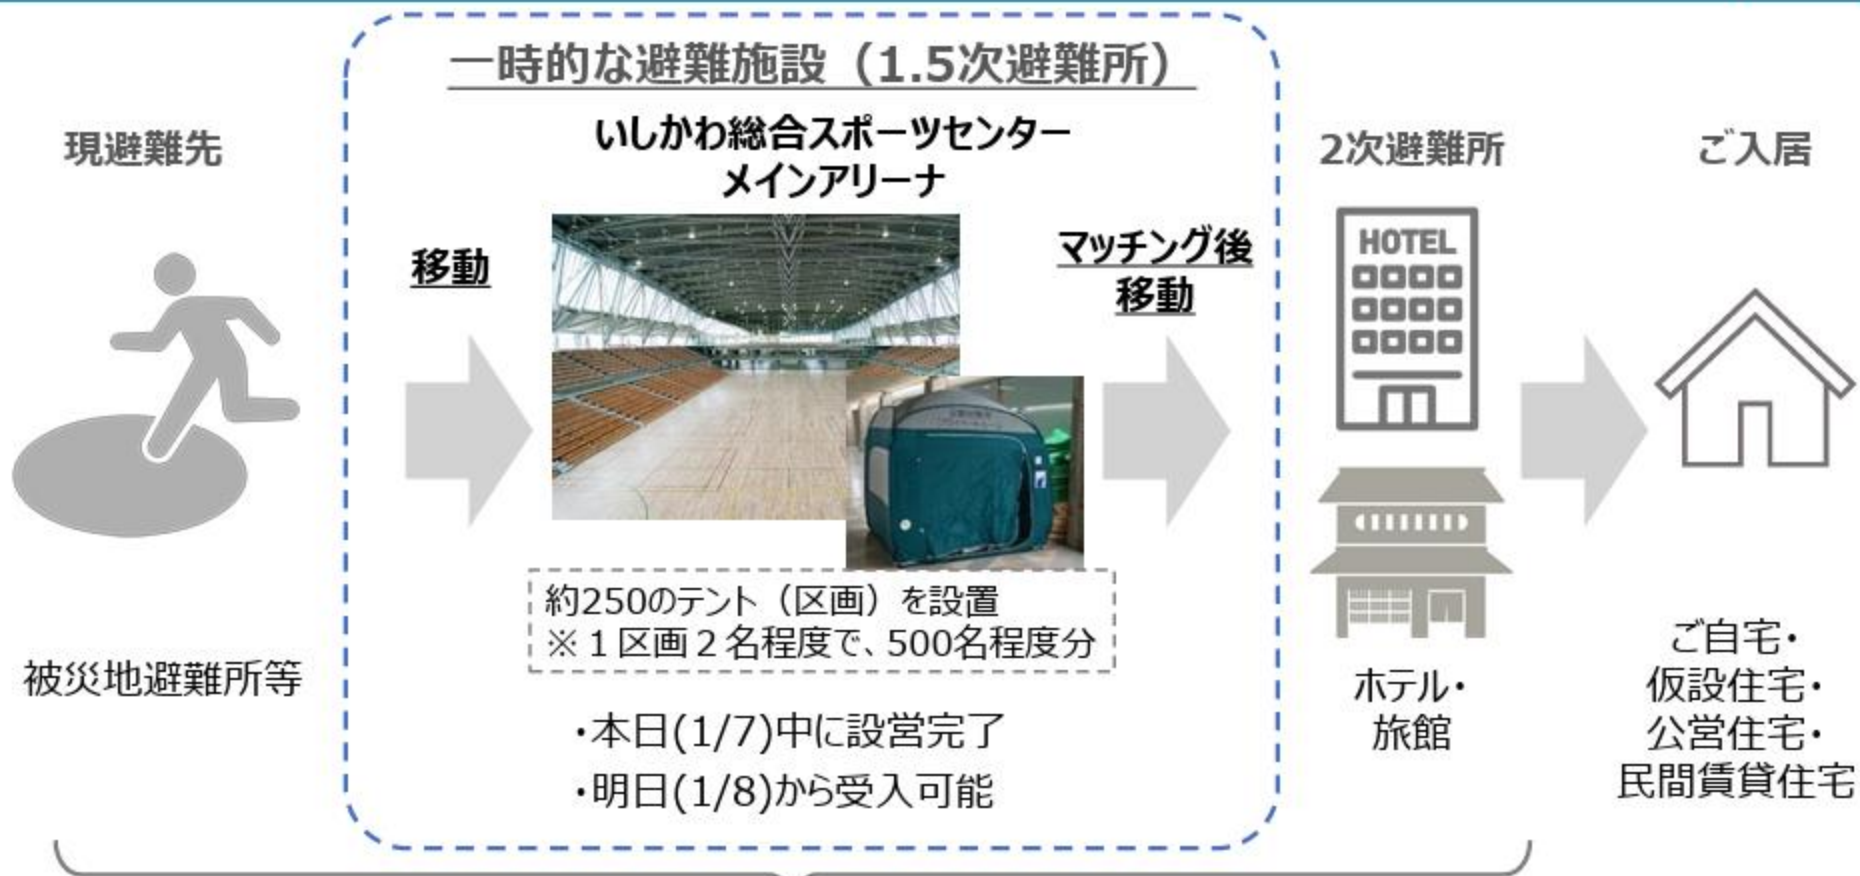 一時的な避難施設（1.5次避難所）
現避難先
いしかわ総合スポーツセンター
メインアリーナ
2次避難所
ご入居
移動
マッチング後
移動
HOTEL
約250のテント（区画）を設置
※１区画２名程度で、500名程度分
被災地避難所等
・本日(1/7)中に設営完了
・明日(1/8)から受入可能
ホテル・
旅館
ご自宅・
仮設住宅・
公営住宅・
民間賃貸住宅